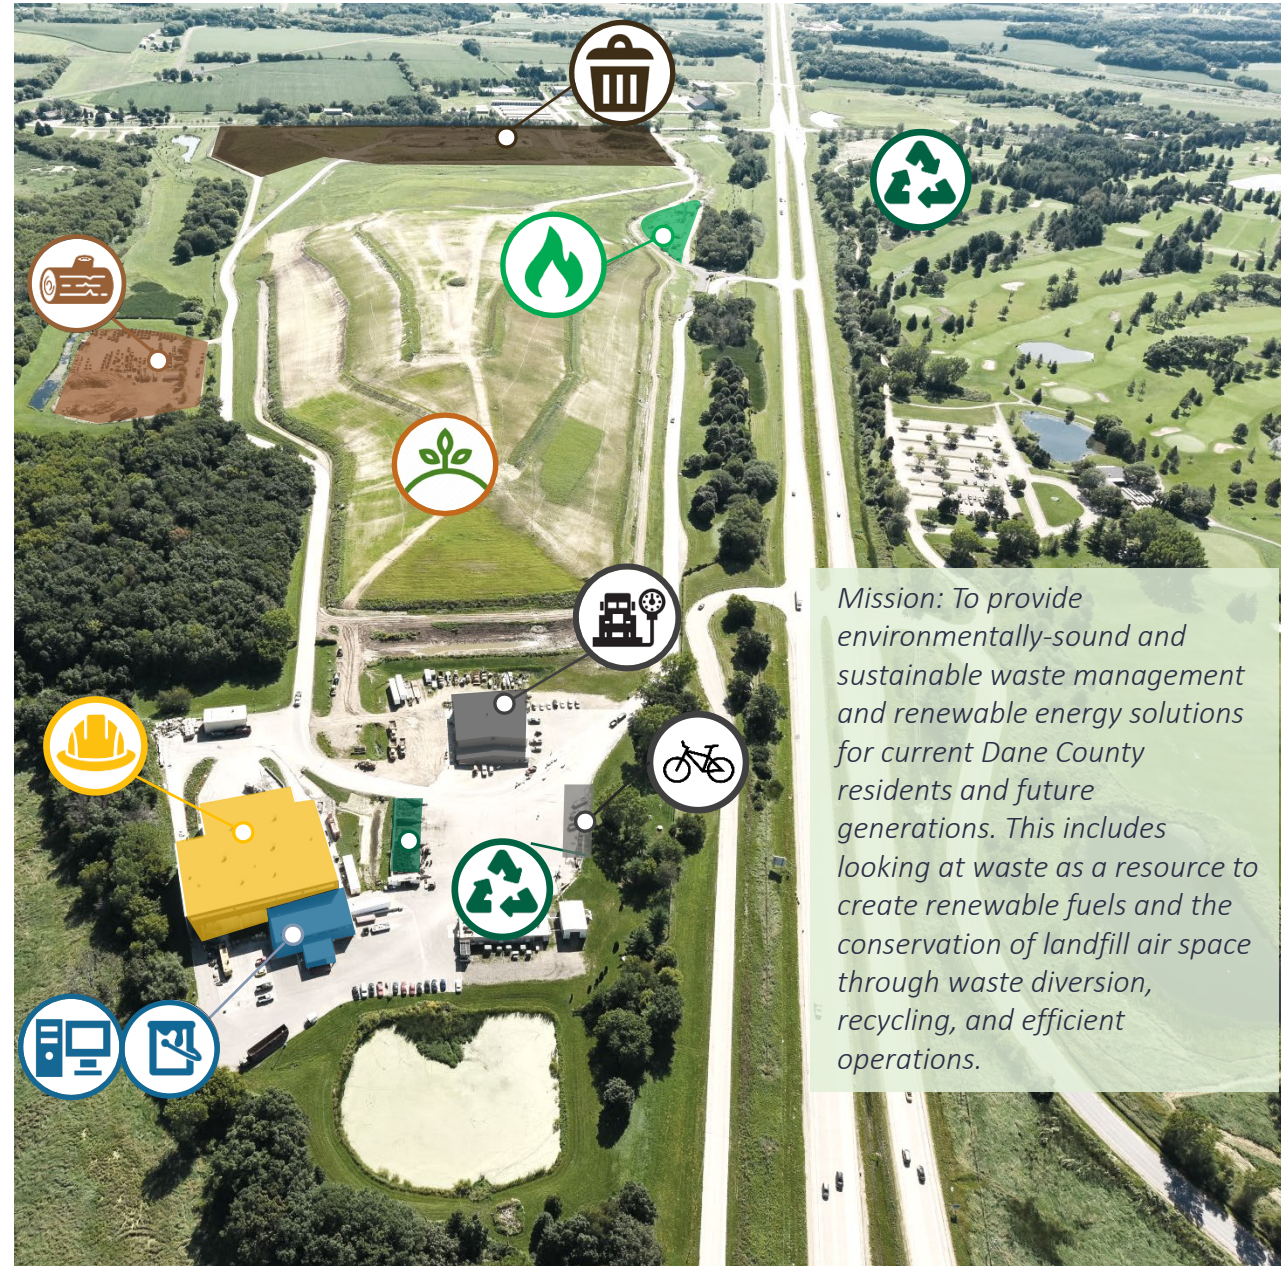 Mission: To provide
environmentally-sound and
sustainable waste management
and renewable energy solutions
for current Dane County
residents and future
generations. This includes
looking at waste as a resource to
create renewable fuels and the
conservation of landfill air space
through waste diversion,
recycling, and efficient
operations.